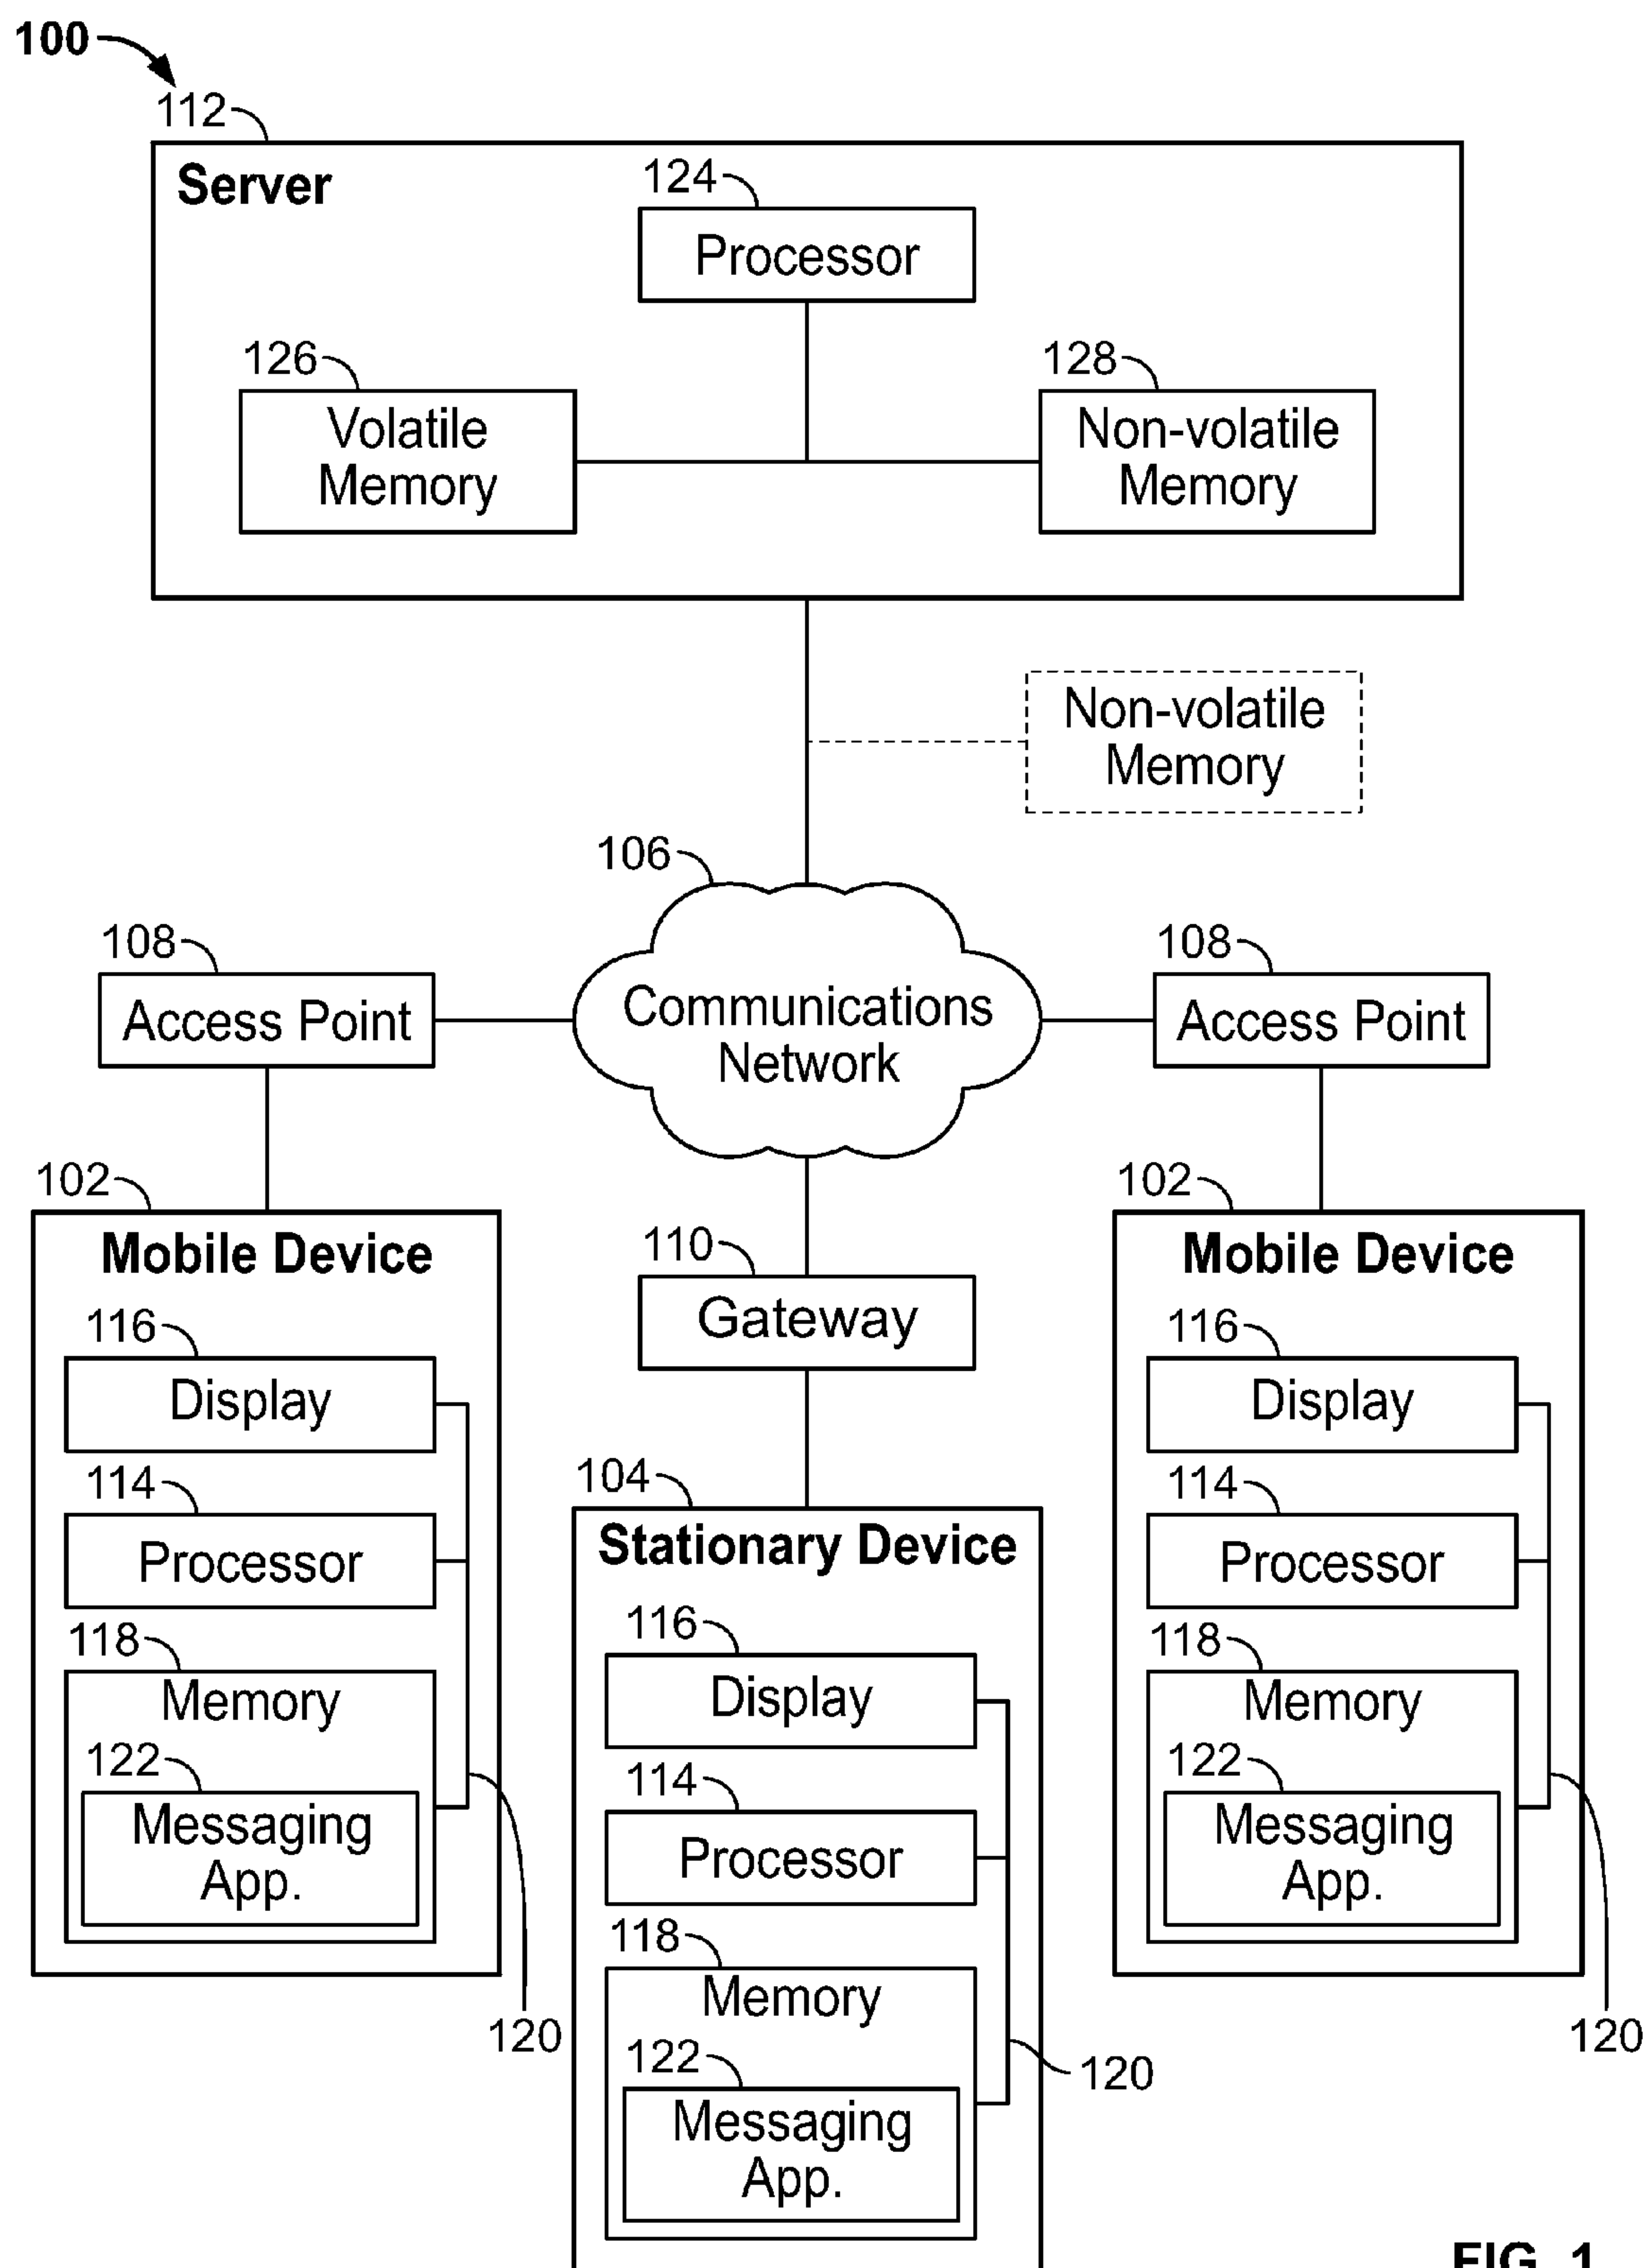 100
112
Server
124
Processor
126
Volatile
Memory
128
Non-volatile
Memory
Non-volatile
Memory
106
Communications
Network
108
Access Point
108
Access Point
102
Mobile Device
116
Display
114
Processor
118
Memory
122
Messaging
App.
120
110
Gateway
104
Stationary Device
116
Display
114
Processor
118
Memory
122
Messaging
App.
120
102
Mobile Device
116
Display
114
Processor
118
Memory
122
Messaging
App.
120
FIG. 1